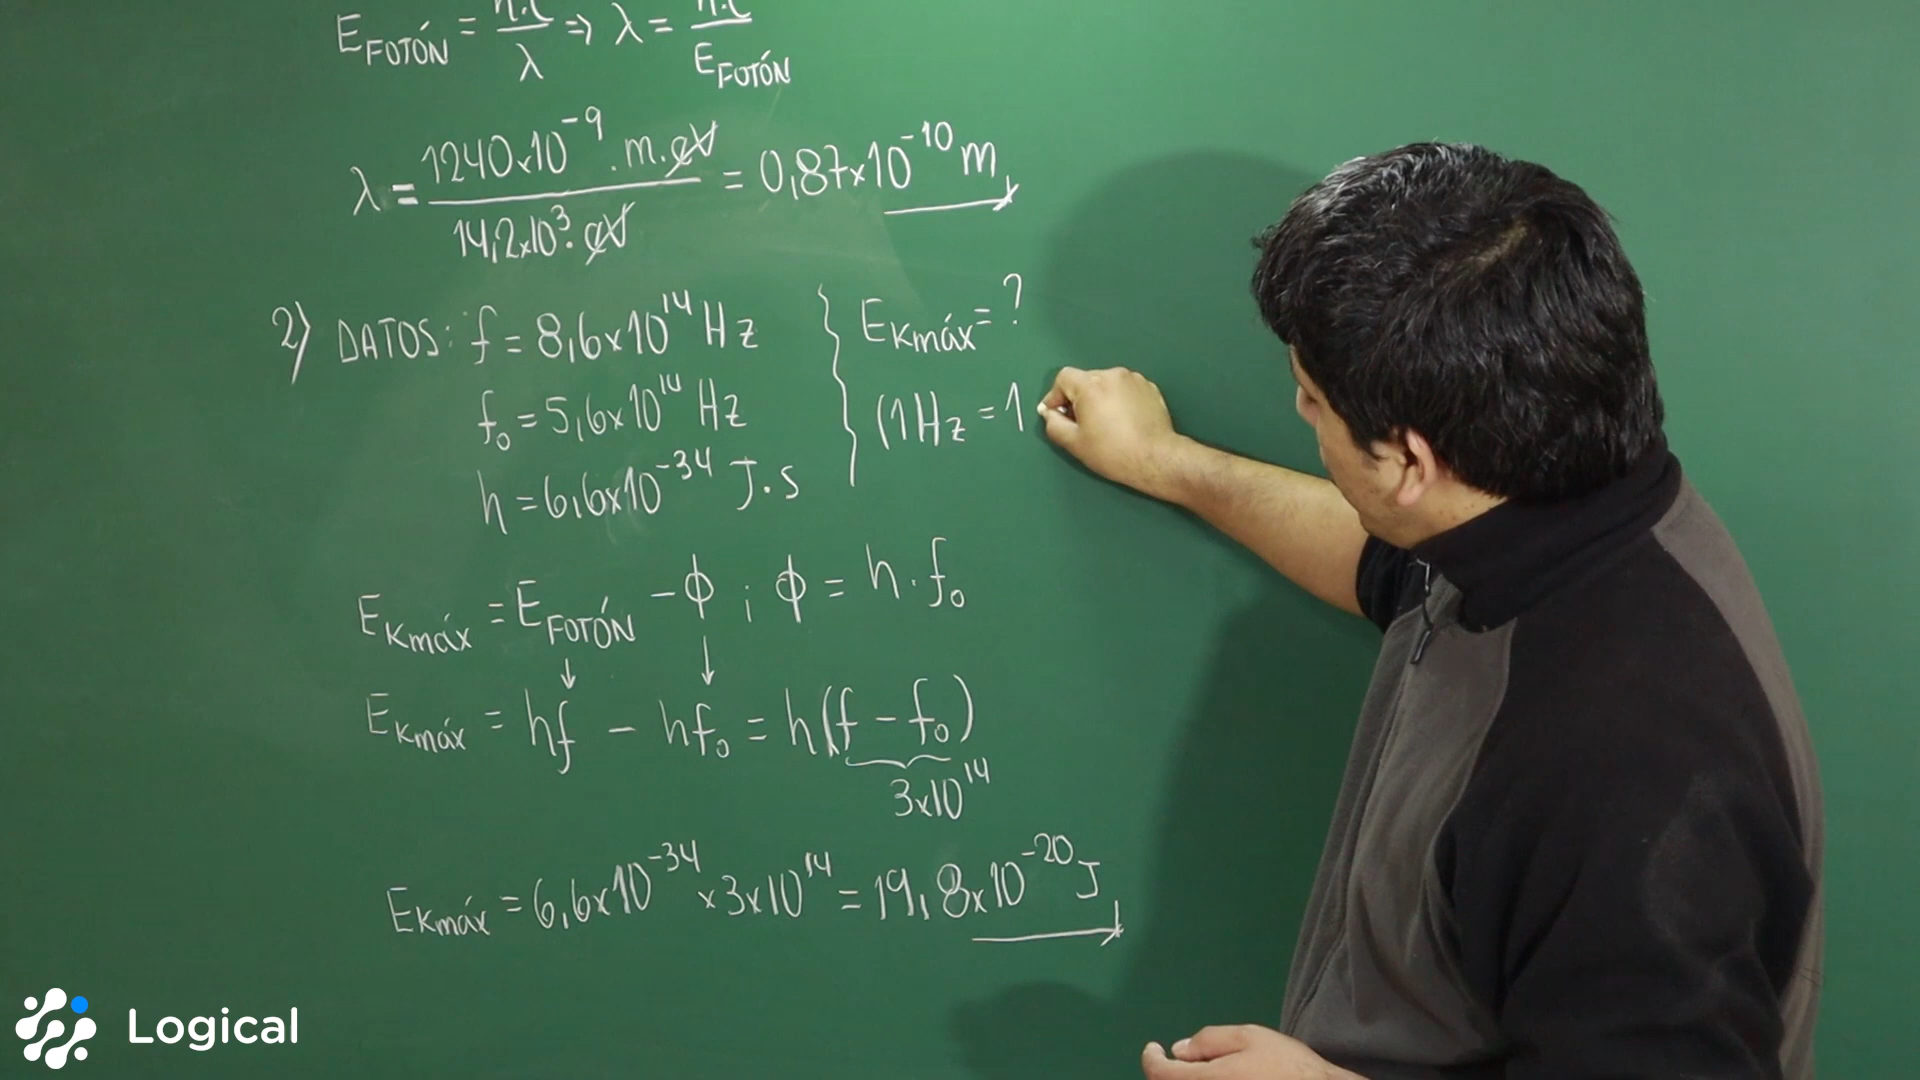 E_FOTÓN = h.c/λ ⇒ λ = h.c/E_FOTÓN
λ = 1240x10^-9 . m . eV / 14,2x10^3 . eV = 0,87x10^-10 m
2) DATOS: f = 8,6x10^14 Hz
f₀ = 5,6x10^14 Hz
h = 6,6x10^-34 J.s
E_Kmáx = ?
(1Hz = 1
E_Kmáx = E_FOTÓN - ϕ ; ϕ = h . f₀
↓ ↓
E_Kmáx = hf - hf₀ = h(f - f₀)
3x10^14
E_Kmáx = 6,6x10^-34 x 3x10^14 = 19,8x10^-20 J
Logical